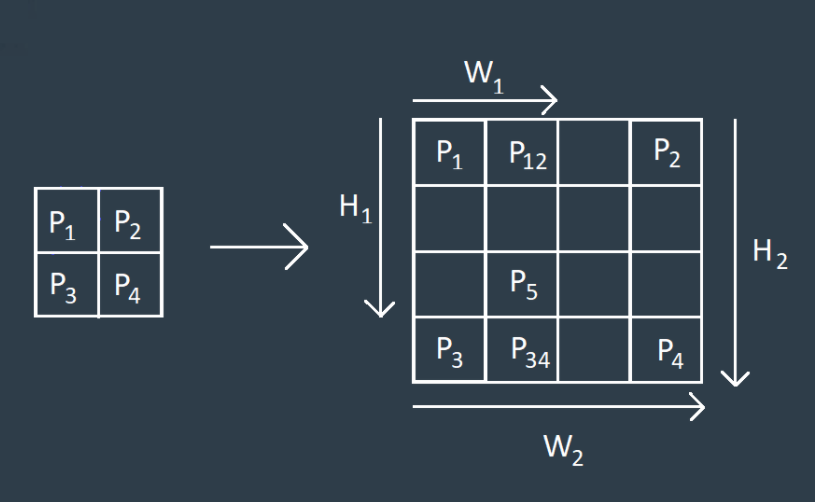 W₁
P₁ P₁₂ P₂
H₁
P₁ P₂
P₃ P₄
H₂
P₅
P₃ P₃₄ P₄
W₂